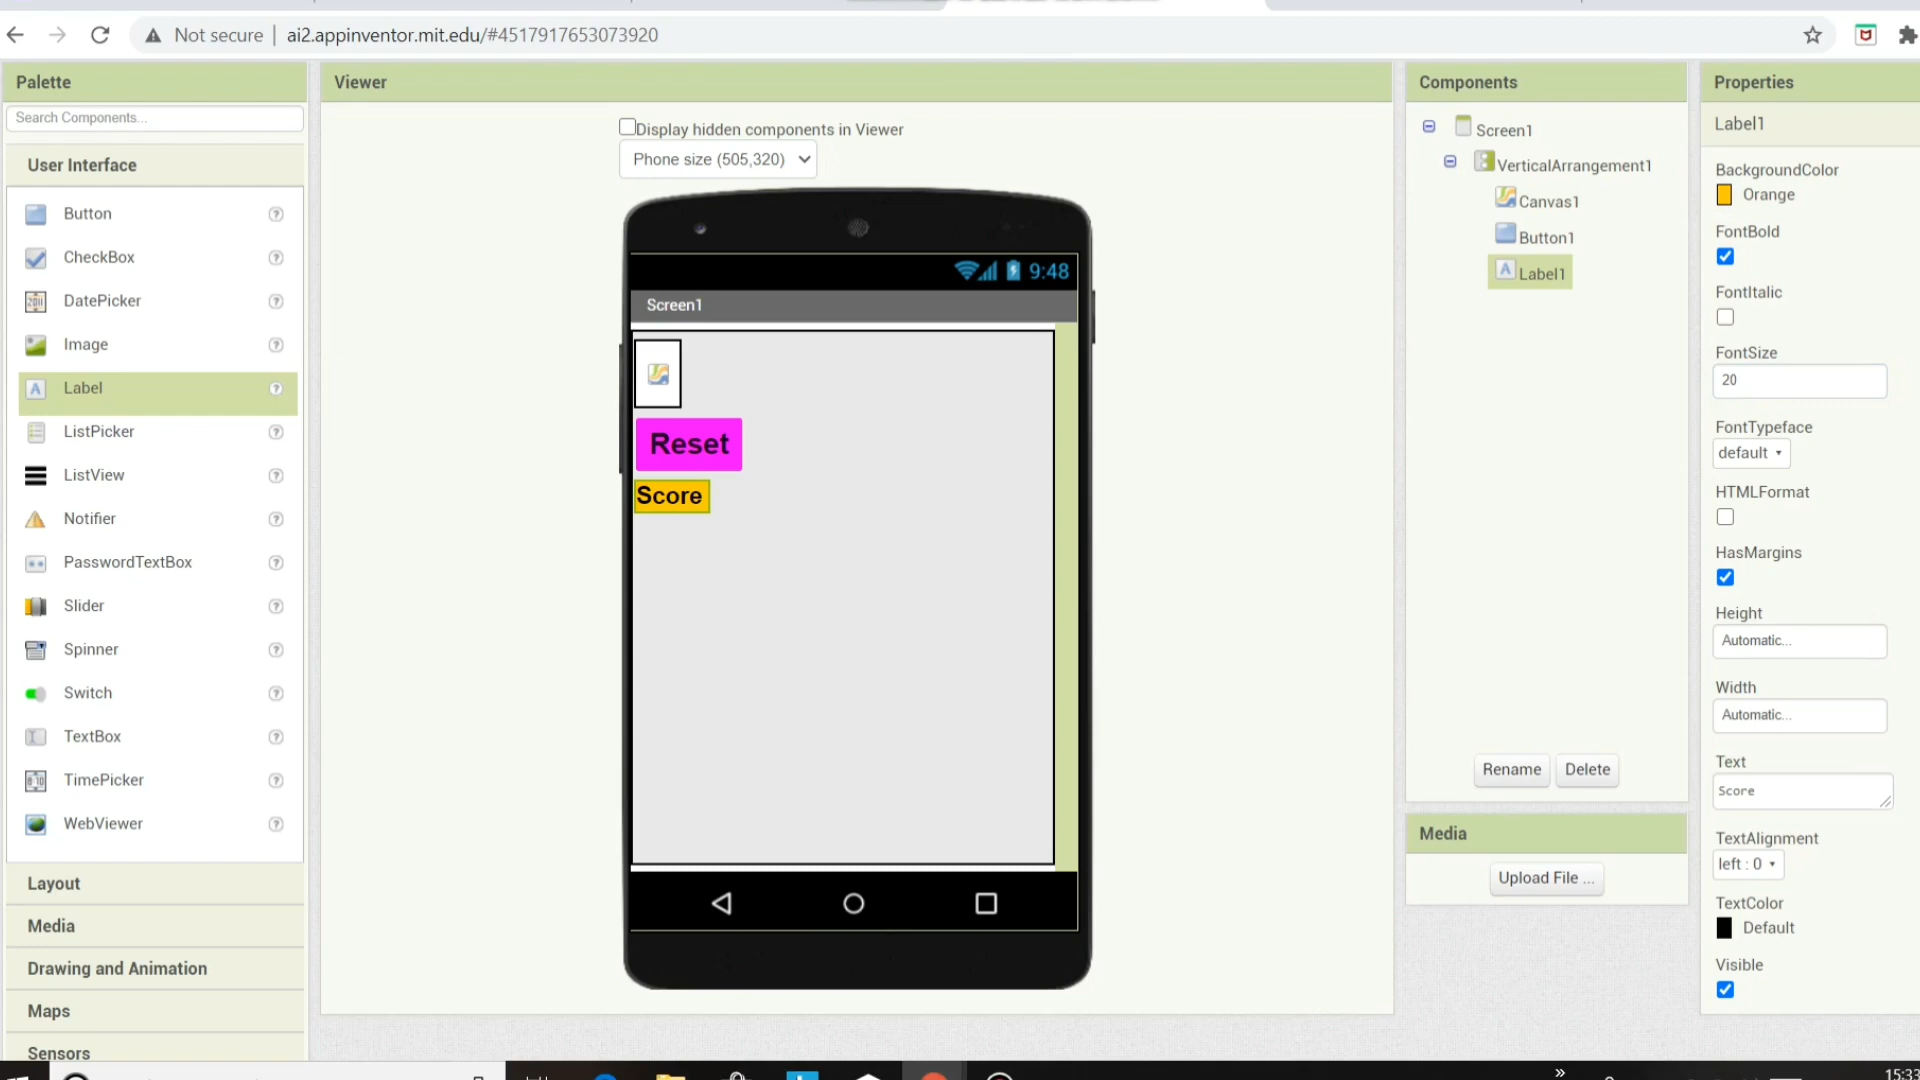 Not secure | ai2.appinventor.mit.edu/#4517917653073920
Palette
Search Components...
User Interface
Button
CheckBox
DatePicker
Image
Label
ListPicker
ListView
Notifier
PasswordTextBox
Slider
Spinner
Switch
TextBox
TimePicker
WebViewer
Layout
Media
Drawing and Animation
Maps
Sensors
Viewer
Display hidden components in Viewer
Phone size (505,320)
9:48
Screen1
Reset
Score
Components
Screen1
VerticalArrangement1
Canvas1
Button1
A Label1
Rename Delete
Media
Upload File ...
Properties
Label1
BackgroundColor
Orange
FontBold
FontItalic
FontSize
20
FontTypeface
default
HTMLFormat
HasMargins
Height
Automatic...
Width
Automatic...
Text
Score
TextAlignment
left : 0
TextColor
Default
Visible
15:33